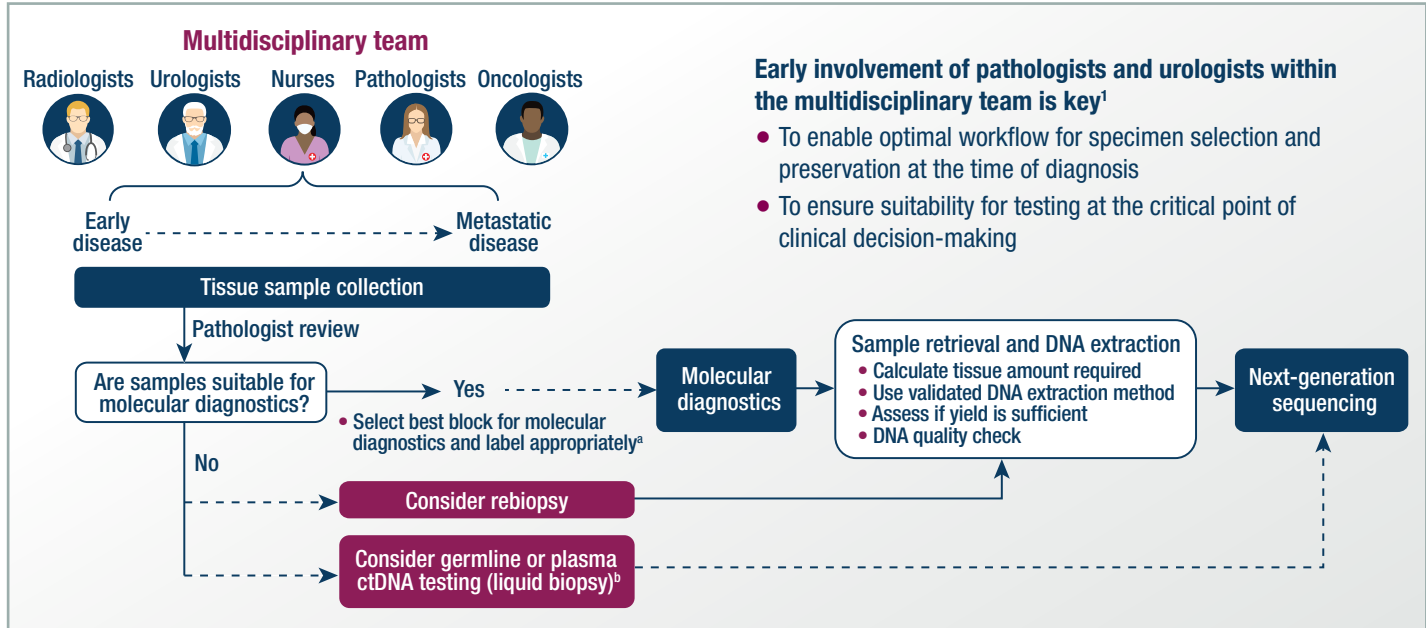 Multidisciplinary team
Radiologists Urologists Nurses Pathologists Oncologists
Early
disease
Metastatic
disease
Tissue sample collection
Pathologist review
Are samples suitable for
molecular diagnostics?
Yes
• Select best block for molecular
diagnostics and label appropriatelyᵃ
No
Consider rebiopsy
Consider germline or plasma
ctDNA testing (liquid biopsy)ᵇ
Early involvement of pathologists and urologists within
the multidisciplinary team is key¹
• To enable optimal workflow for specimen selection and
preservation at the time of diagnosis
• To ensure suitability for testing at the critical point of
clinical decision-making
Molecular
diagnostics
Sample retrieval and DNA extraction
• Calculate tissue amount required
• Use validated DNA extraction method
• Assess if yield is sufficient
• DNA quality check
Next-generation
sequencing